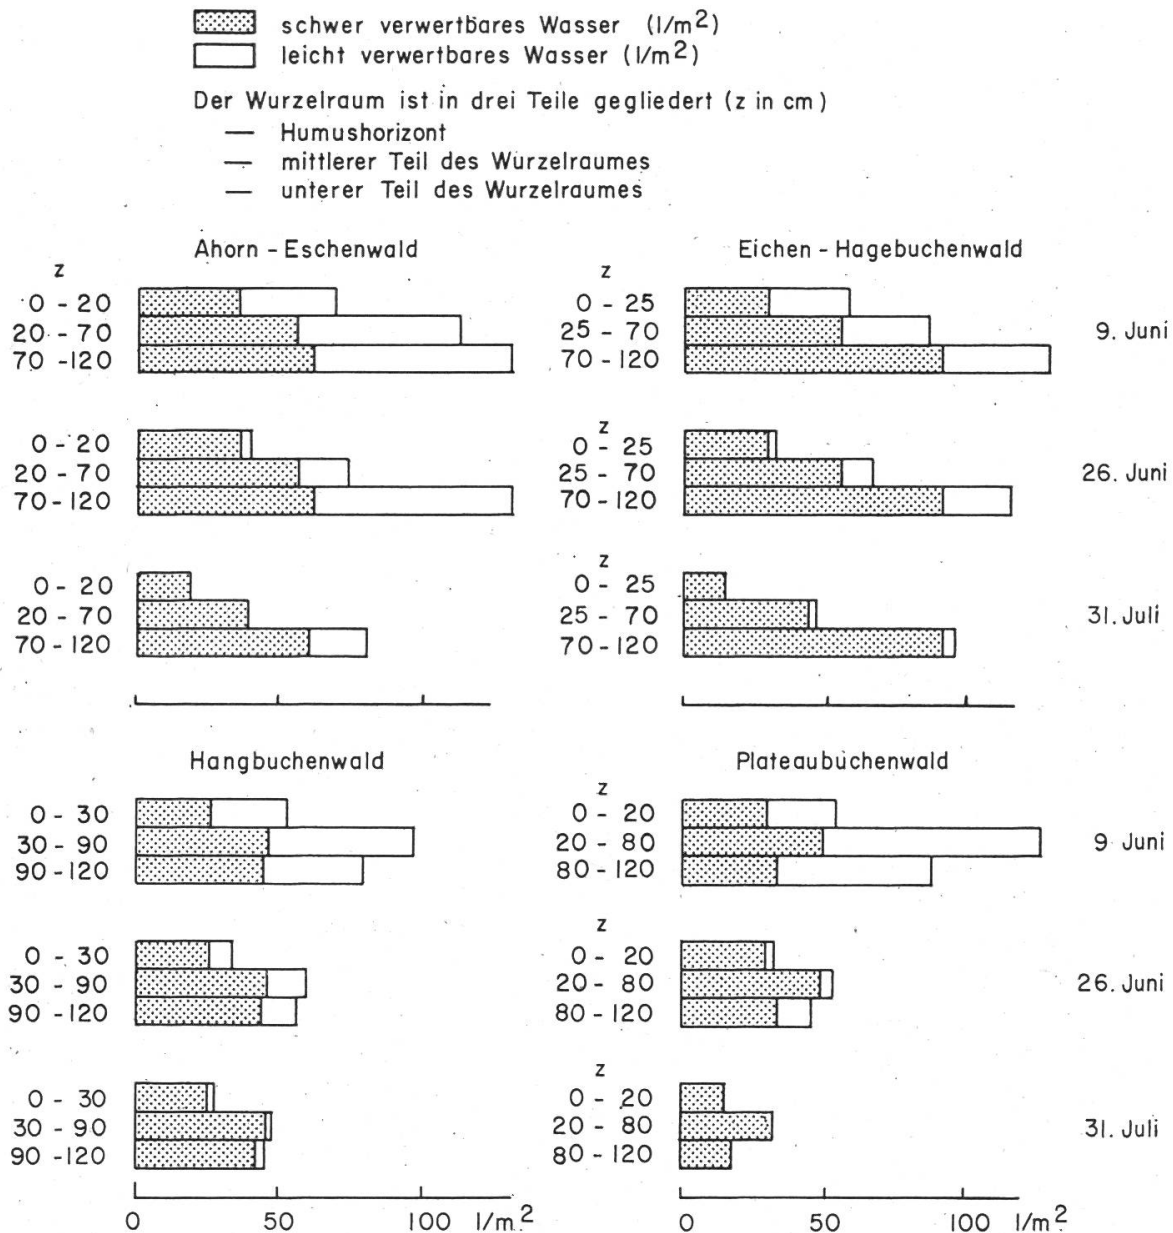 schwer verwertbares Wasser (l/m²)
leicht verwertbares Wasser (l/m²)
Der Wurzelraum ist in drei Teile gegliedert (z in cm)
— Humushorizont
— mittlerer Teil des Wurzelraumes
— unterer Teil des Wurzelraumes
Ahorn - Eschenwald
z
0 - 20
20 - 70
70 - 120
0 - 20
20 - 70
70 - 120
0 - 20
20 - 70
70 - 120
Eichen - Hagebuchenwald
z
0 - 25
25 - 70
70 - 120
9. Juni
z
0 - 25
25 - 70
70 - 120
26. Juni
z
0 - 25
25 - 70
70 - 120
31. Juli
Hangbuchenwald
0 - 30
30 - 90
90 - 120
0 - 30
30 - 90
90 - 120
0 - 30
30 - 90
90 - 120
0 50 100 l/m²
Plateaubuchenwald
z
0 - 20
20 - 80
80 - 120
9 Juni
z
0 - 20
20 - 80
80 - 120
26. Juni
z
0 - 20
20 - 80
80 - 120
31. Juli
0 50 100 l/m²